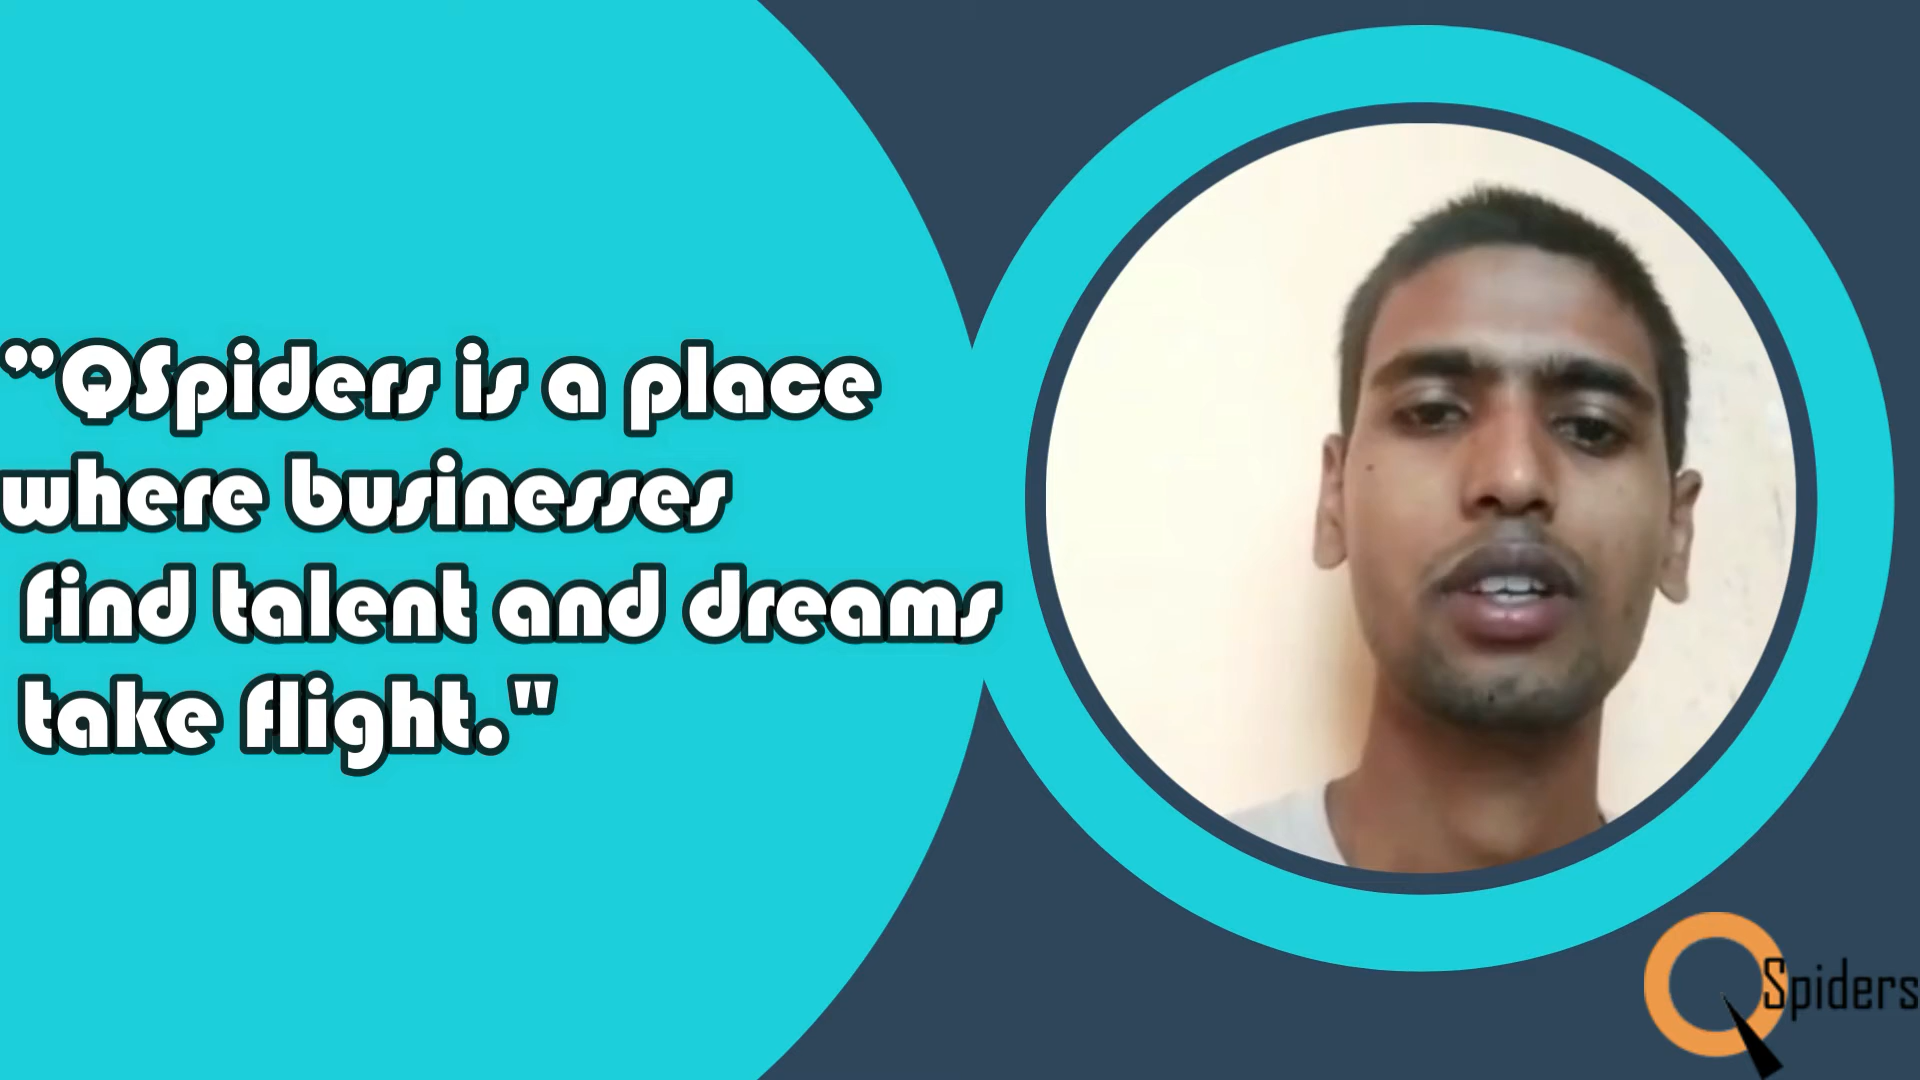 ”QSpiders is a place
where businesses
find talent and dreams
take flight."
QSpiders